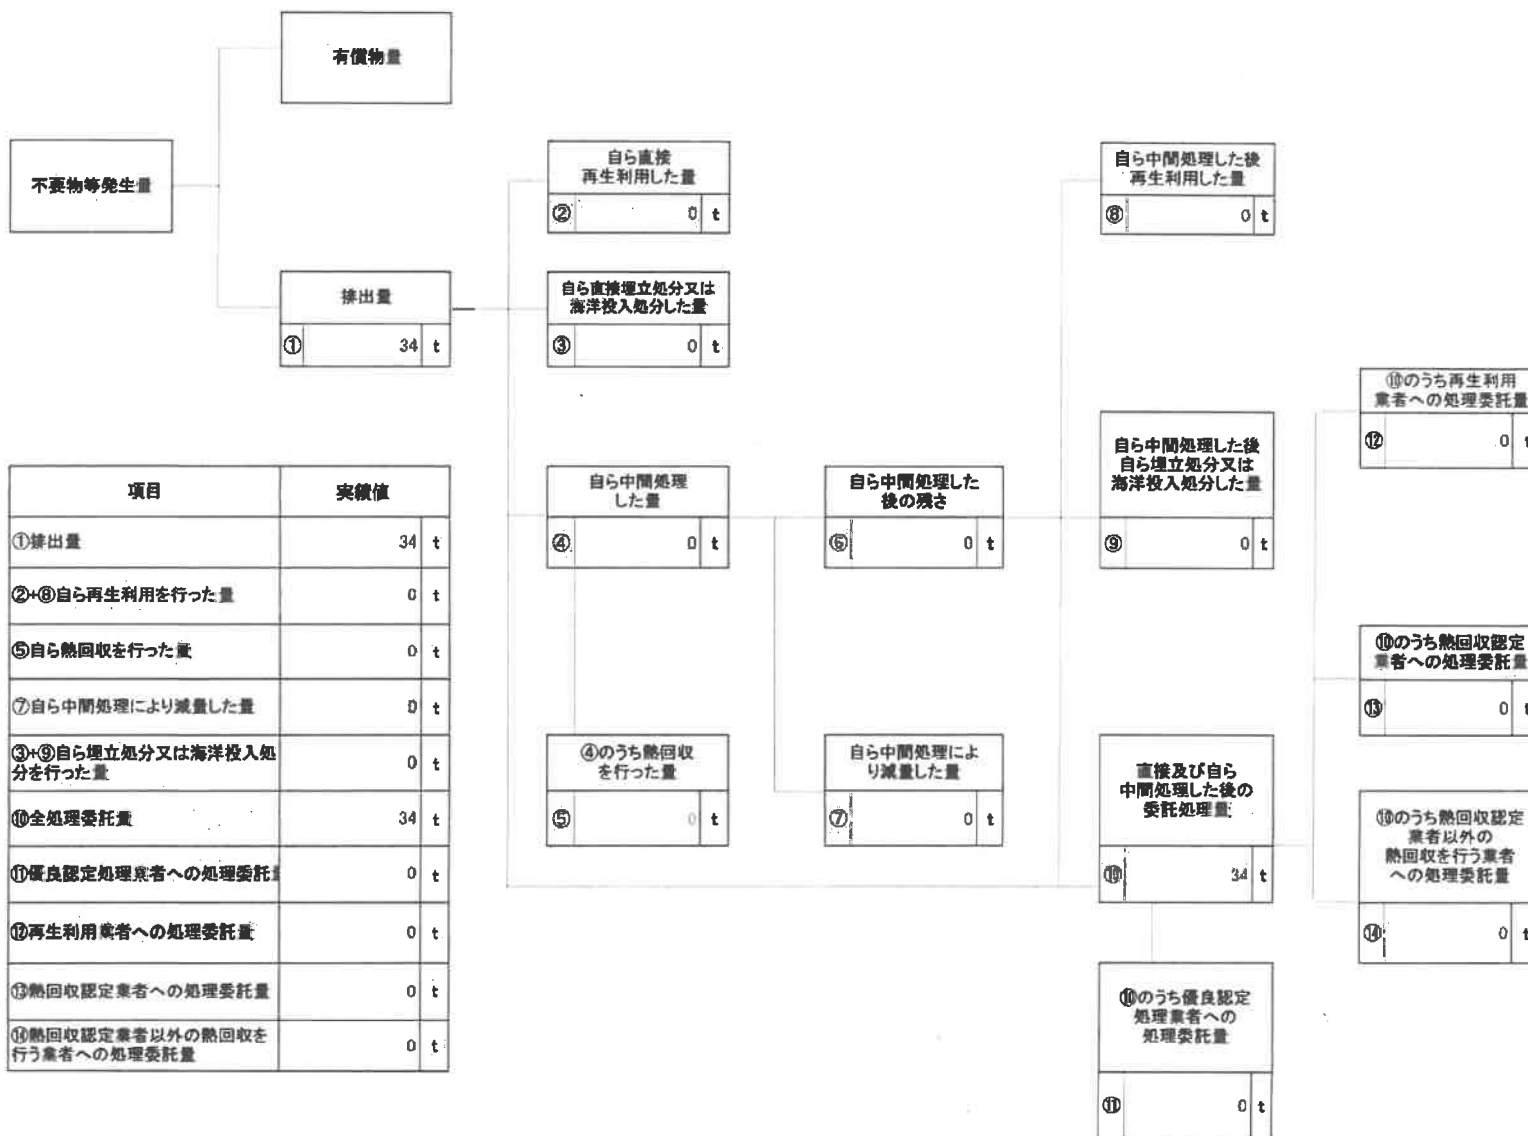 有償物量
不要物等発生量
排出量
① 34 t
自ら直接
再生利用した量
② 0 t
自ら直接埋立処分又は
海洋投入処分した量
③ 0 t
自ら中間処理した後
再生利用した量
⑧ 0 t
⑩のうち再生利用
業者への処理委託量
⑫ 0 t
自ら中間処理
した量
④ 0 t
自ら中間処理した
後の残さ
⑥ 0 t
自ら中間処理した後
自ら埋立処分又は
海洋投入処分した量
⑨ 0 t
⑩のうち熱回収認定
業者への処理委託量
⑬ 0 t
④のうち熱回収
を行った量
⑤ 0 t
自ら中間処理によ
り減量した量
⑦ 0 t
直接及び自ら
中間処理した後の
委託処理量
⑩ 34 t
⑩のうち熱回収認定
業者以外の
熱回収を行う業者
への処理委託量
⑭ 0 t
⑩のうち優良認定
処理業者への
処理委託量
⑪ 0 t
項目 実績値
①排出量 34 t
②+⑧自ら再生利用を行った量 0 t
⑤自ら熱回収を行った量 0 t
⑦自ら中間処理により減量した量 0 t
③+⑨自ら埋立処分又は海洋投入処
分を行った量 0 t
⑩全処理委託量 34 t
⑪優良認定処理業者への処理委託量 0 t
⑫再生利用業者への処理委託量 0 t
⑬熱回収認定業者への処理委託量 0 t
⑭熱回収認定業者以外の熱回収を
行う業者への処理委託量 0 t